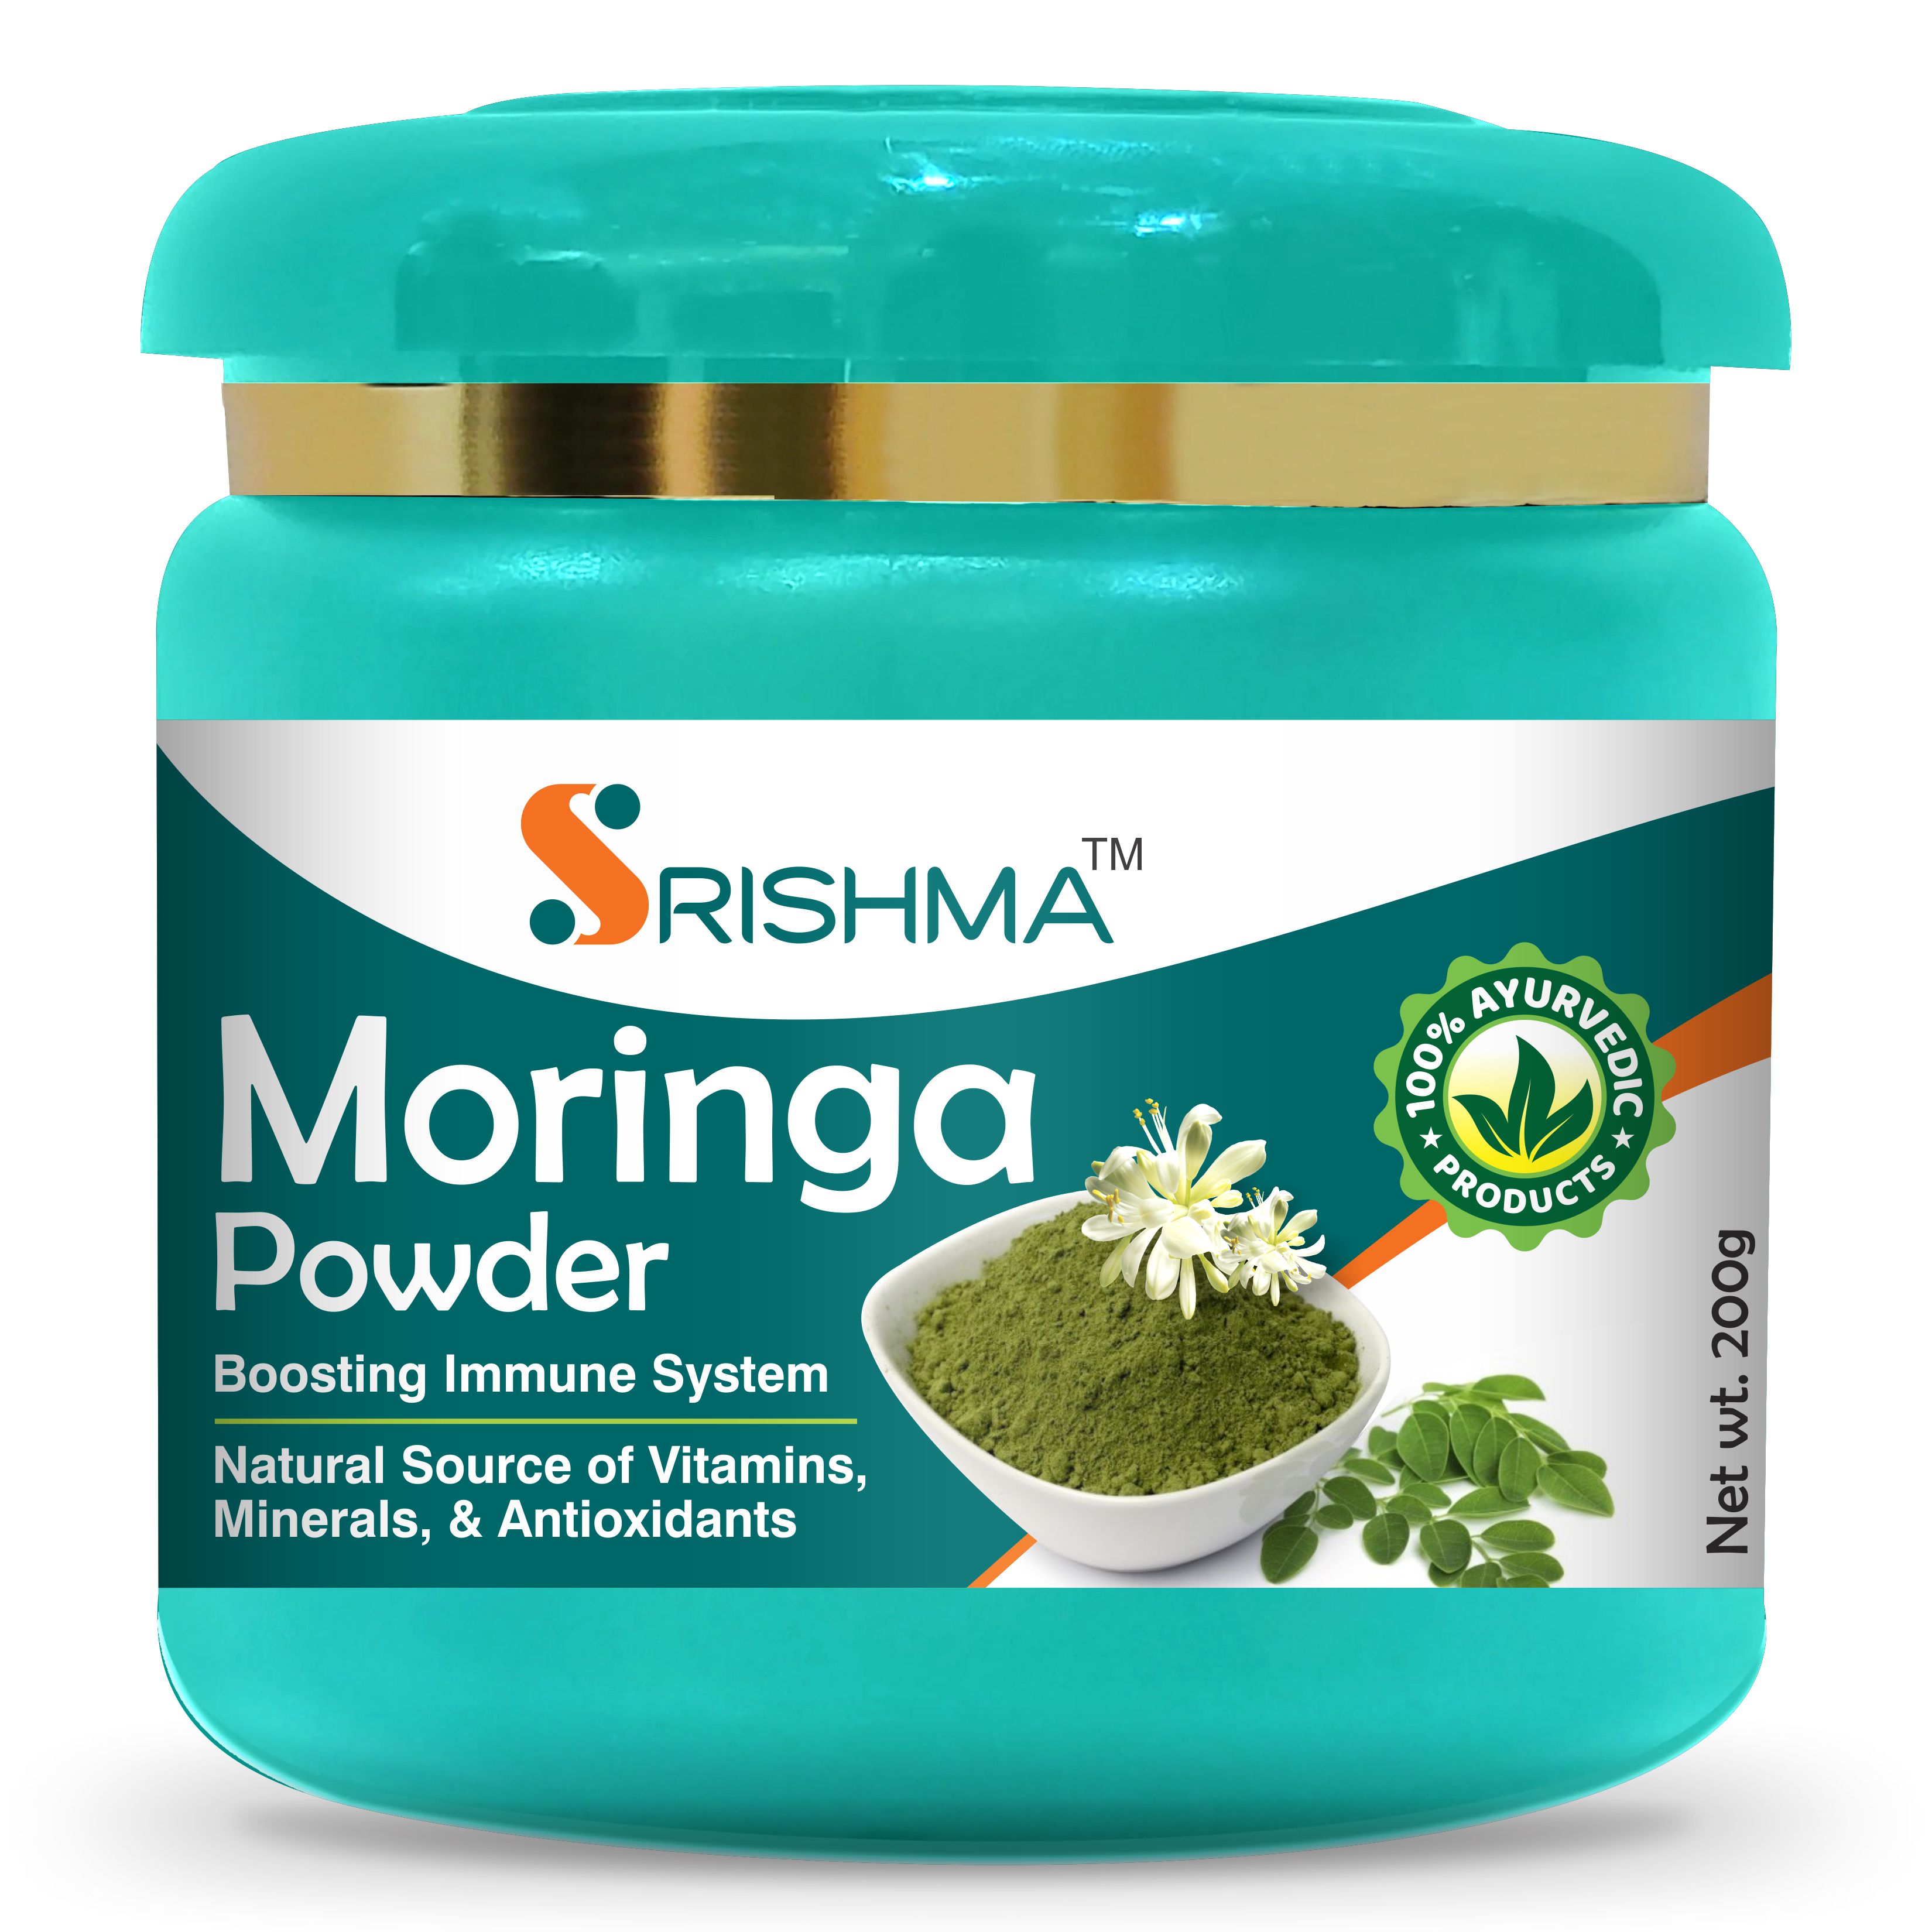 SRISHMA™
Moringa
Powder
Boosting Immune System
Natural Source of Vitamins,
Minerals, & Antioxidants
100% AYURVEDIC
★ PRODUCTS ★
Net wt. 200g